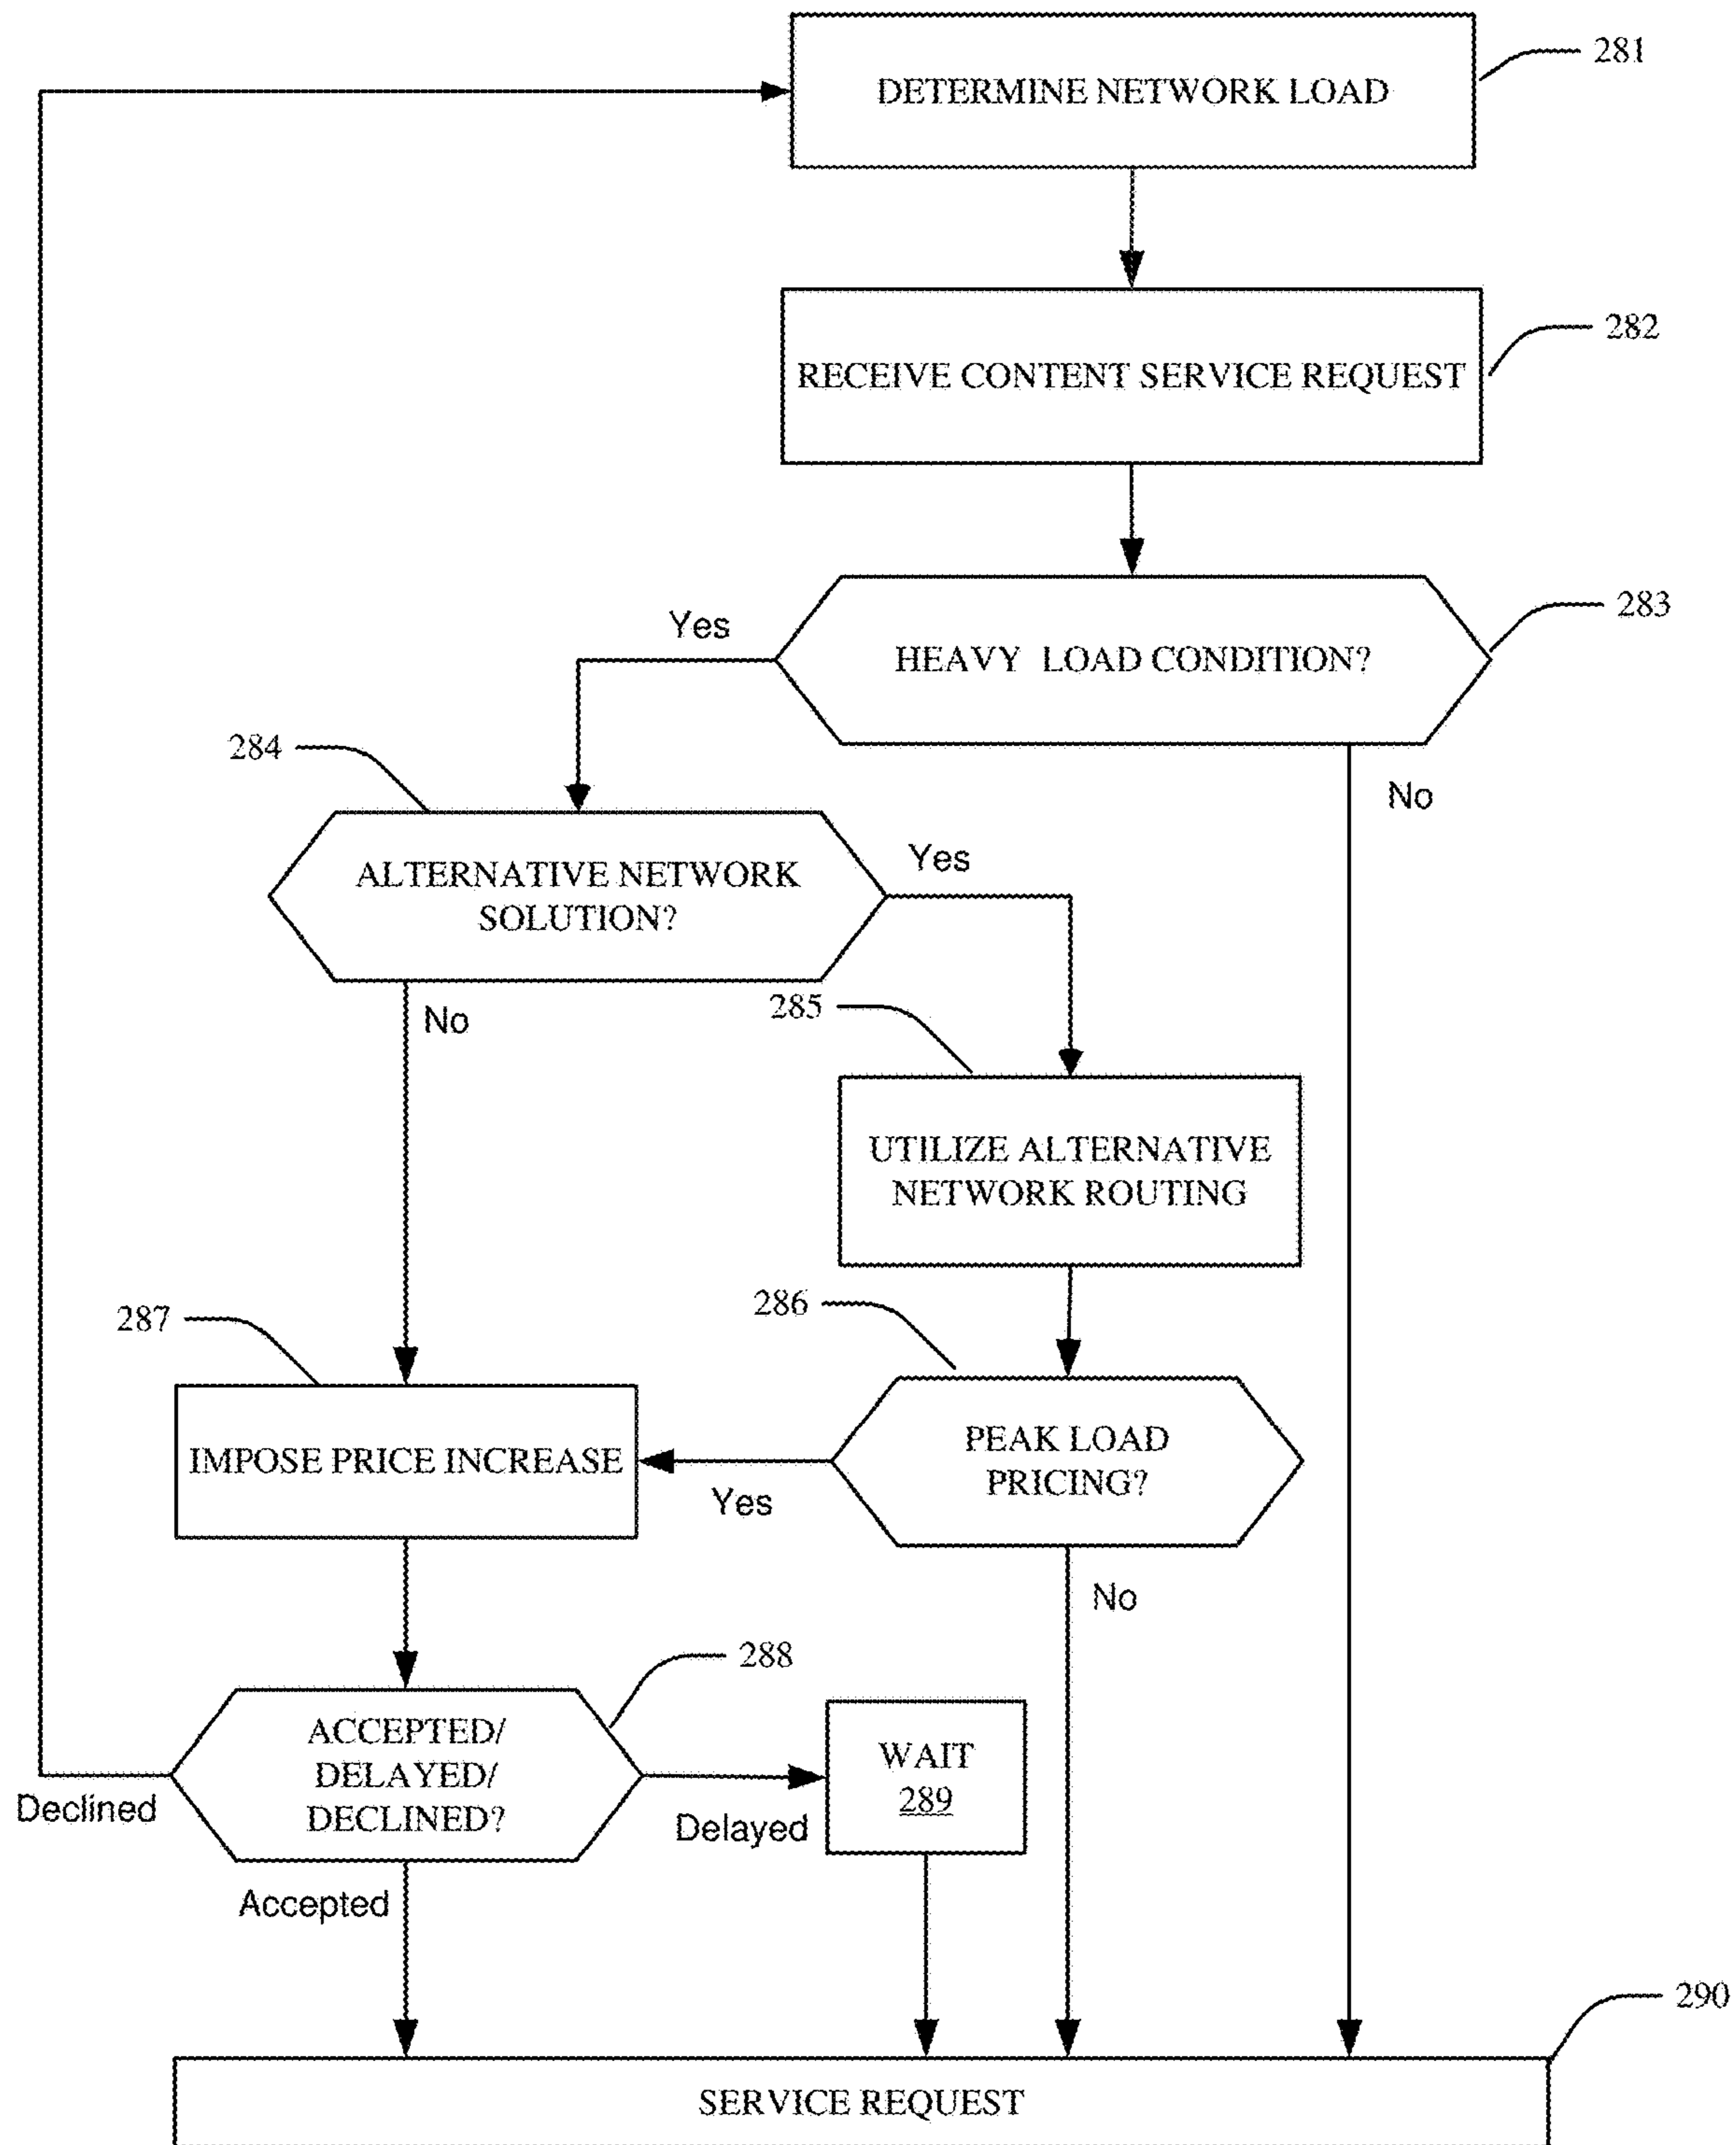 281
DETERMINE NETWORK LOAD
282
RECEIVE CONTENT SERVICE REQUEST
283
Yes
HEAVY LOAD CONDITION?
284
No
Yes
ALTERNATIVE NETWORK
SOLUTION?
285
No
UTILIZE ALTERNATIVE
NETWORK ROUTING
286
287
PEAK LOAD
PRICING?
IMPOSE PRICE INCREASE
Yes
No
288
ACCEPTED/
DELAYED/
DECLINED?
WAIT
289
Declined
Delayed
Accepted
290
SERVICE REQUEST